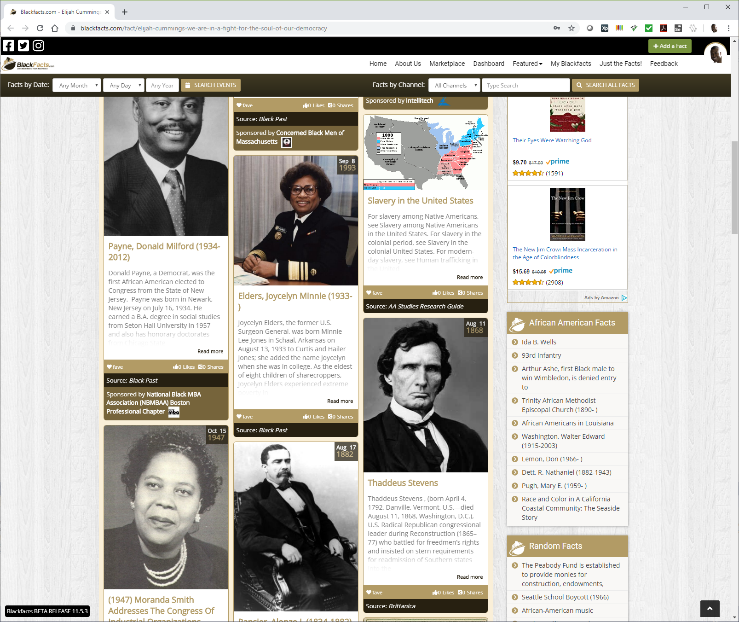 Blackfacts.com - Elijah Cumming
blackfacts.com/fact/elijah-cummings-we-are-in-a-fight-for-the-soul-of-our-democracy
+ Add a Fact
BlackFacts.com
Home About Us Marketplace Dashboard Featured My Blackfacts Just the Facts! Feedback
Facts by Date: Any Month Any Day Any Year SEARCH EVENTS Facts by Channel: All Channels Type Search SEARCH ALL FACTS
Payne, Donald Milford (1934-
2012)
Donald Payne, a Democrat, was the
first African American elected to
Congress from the State of New
Jersey. Payne was born in Newark,
New Jersey on July 16, 1934. He
earned a B.A. degree in social studies
from Seton Hall University in 1957
and also has honorary doctorates
Read more
fave 0 Likes 0 Shares
Source: Black Past
Sponsored by National Black MBA
Association (NBMBAA) Boston
Professional Chapter
Oct 15
1947
(1947) Moranda Smith
Addresses The Congress Of
Industrial Organizations
Blackfacts BETA RELEASE 11.5.3
fave 0 Likes 0 Shares
Source: Black Past
Sponsored by Concerned Black Men of
Massachusetts
Sep 8
1993
Elders, Joycelyn Minnie (1933-
)
Joycelyn Elders, the former U.S.
Surgeon General, was born Minnie
Lee Jones in Schaal, Arkansas on
August 13, 1933 to Curtis and Haller
Jones; she added the name Joycelyn
when she was in college. As the eldest
of eight children of sharecroppers,
Joycelyn Elders experienced extreme
Read more
fave 0 Likes 0 Shares
Source: Black Past
Aug 17
1882
Sponsored by Intellitech
Slavery in the United States
For slavery among Native Americans,
see Slavery among Native Americans
in the United States. For slavery in the
colonial period, see Slavery in the
colonial United States. For modern
day slavery, see Human trafficking in
Read more
fave 0 Likes 0 Shares
Source: AA Studies Research Guide
Aug 11
1868
Thaddeus Stevens
Thaddeus Stevens , (born April 4,
1792, Danville, Vermont, U.S. died
August 11, 1868, Washington, D.C.),
U.S. Radical Republican congressional
leader during Reconstruction (1865-
77) who battled for freedmen's rights
and insisted on stern requirements
for readmission of Southern states
Read more
fave 0 Likes 0 Shares
Source: Britannica
Their Eyes Were Watching God
$9.70 prime
(1591)
The New Jim Crow: Mass Incarceration in
the Age of Colorblindness
$15.69 prime
(2908)
Ads by Amazon
African American Facts
Ida B. Wells
93rd Infantry
Arthur Ashe, first Black male to
win Wimbledon, is denied entry
to
Trinity African Methodist
Episcopal Church (1890- )
African Americans in Louisiana
Washington, Walter Edward
(1915-2003)
Lemon, Don (1966- )
Dett, R. Nathaniel (1882-1943)
Pugh, Mary E. (1959- )
Race and Color in A California
Coastal Community: The Seaside
Story
Random Facts
The Peabody Fund is established
to provide monies for
construction, endowments,
Seattle School Boycott (1966)
African-American music